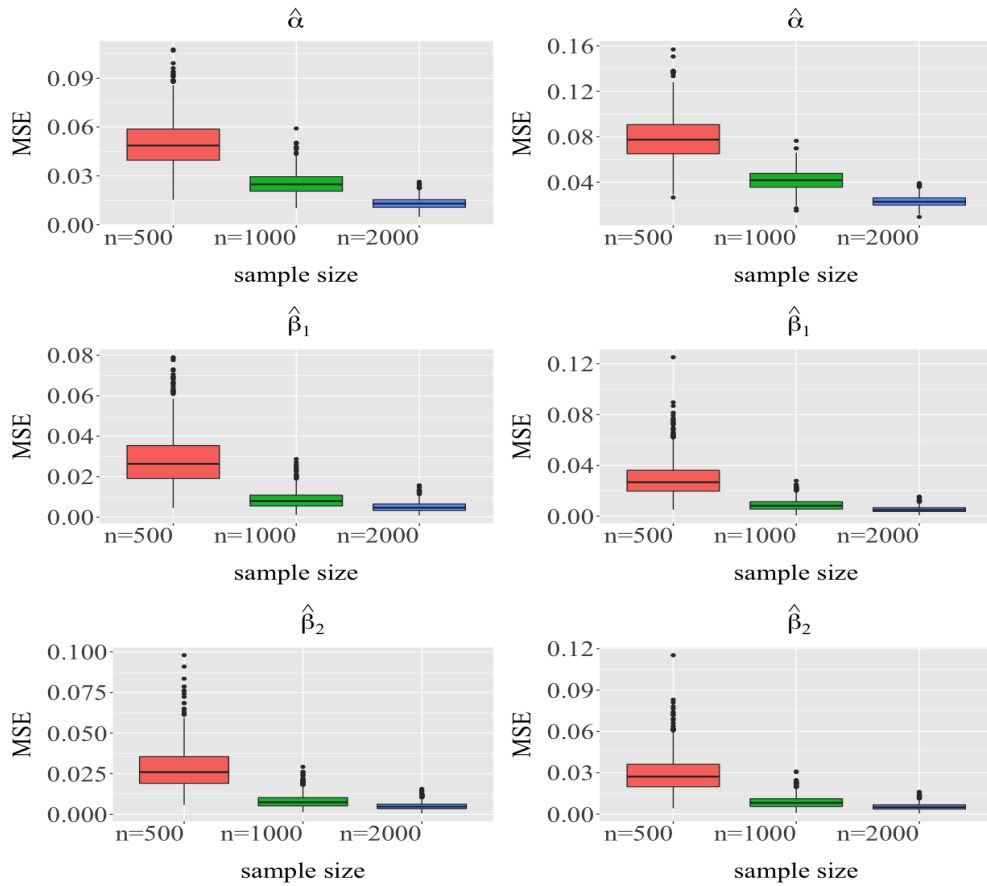 α̂
MSE
0.09
0.06
0.03
0.00
n=500 n=1000 n=2000
sample size
α̂
MSE
0.16
0.12
0.08
0.04
n=500 n=1000 n=2000
sample size
β̂₁
MSE
0.08
0.06
0.04
0.02
0.00
n=500 n=1000 n=2000
sample size
β̂₁
MSE
0.12
0.08
0.04
0.00
n=500 n=1000 n=2000
sample size
β̂₂
MSE
0.100
0.075
0.050
0.025
0.000
n=500 n=1000 n=2000
sample size
β̂₂
MSE
0.12
0.09
0.06
0.03
0.00
n=500 n=1000 n=2000
sample size